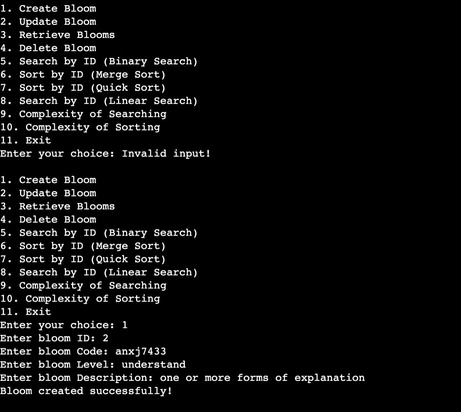 1. Create Bloom
2. Update Bloom
3. Retrieve Blooms
4. Delete Bloom
5. Search by ID (Binary Search)
6. Sort by ID (Merge Sort)
7. Sort by ID (Quick Sort)
8. Search by ID (Linear Search)
9. Complexity of Searching
10. Complexity of Sorting
11. Exit
Enter your choice: Invalid input!
1. Create Bloom
2. Update Bloom
3. Retrieve Blooms
4. Delete Bloom
5. Search by ID (Binary Search)
6. Sort by ID (Merge Sort)
7. Sort by ID (Quick Sort)
8. Search by ID (Linear Search)
9. Complexity of Searching
10. Complexity of Sorting
11. Exit
Enter your choice: 1
Enter bloom ID: 2
Enter bloom Code: anxj7433
Enter bloom Level: understand
Enter bloom Description: one or more forms of explanation
Bloom created successfully!